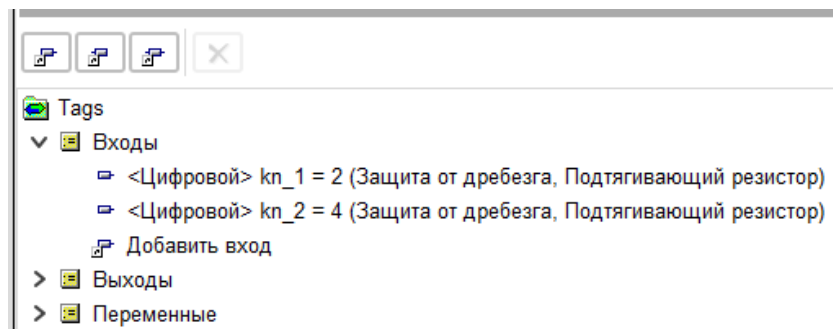 Tags
Входы
<Цифровой> kn_1 = 2 (Защита от дребезга, Подтягивающий резистор)
<Цифровой> kn_2 = 4 (Защита от дребезга, Подтягивающий резистор)
Добавить вход
Выходы
Переменные